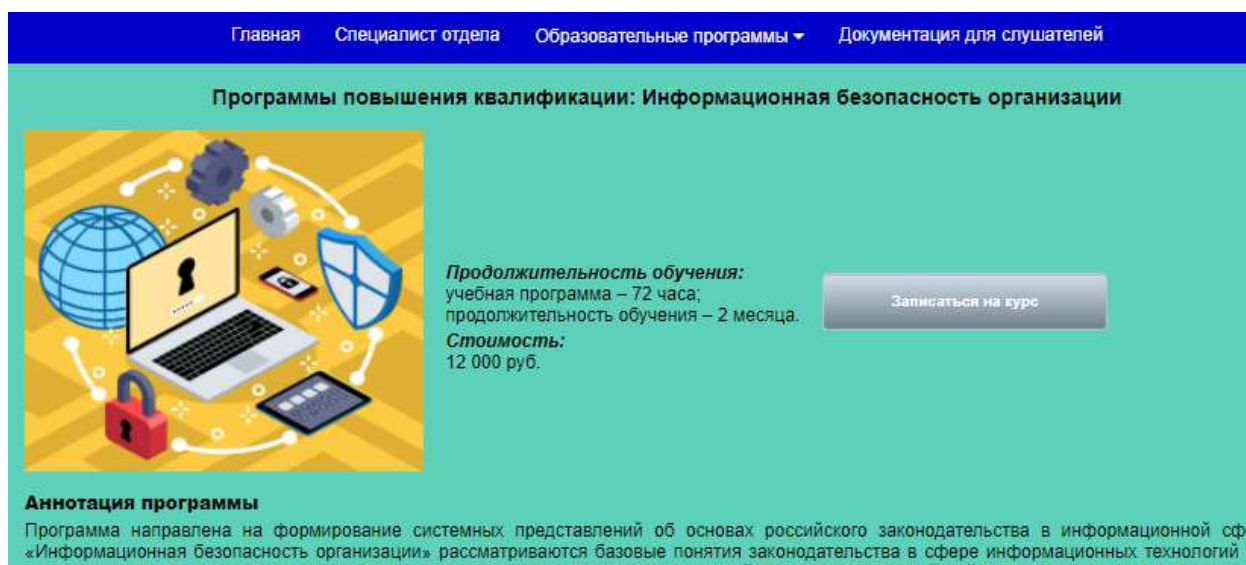 Главная Специалист отдела Образовательные программы Документация для слушателей
Программы повышения квалификации: Информационная безопасность организации
Продолжительность обучения:
учебная программа – 72 часа;
продолжительность обучения – 2 месяца.
Стоимость:
12 000 руб.
Записаться на курс
Аннотация программы
Программа направлена на формирование системных представлений об основах российского законодательства в информационной
«Информационная безопасность организации» рассматриваются базовые понятия законодательства в сфере информационных технологий